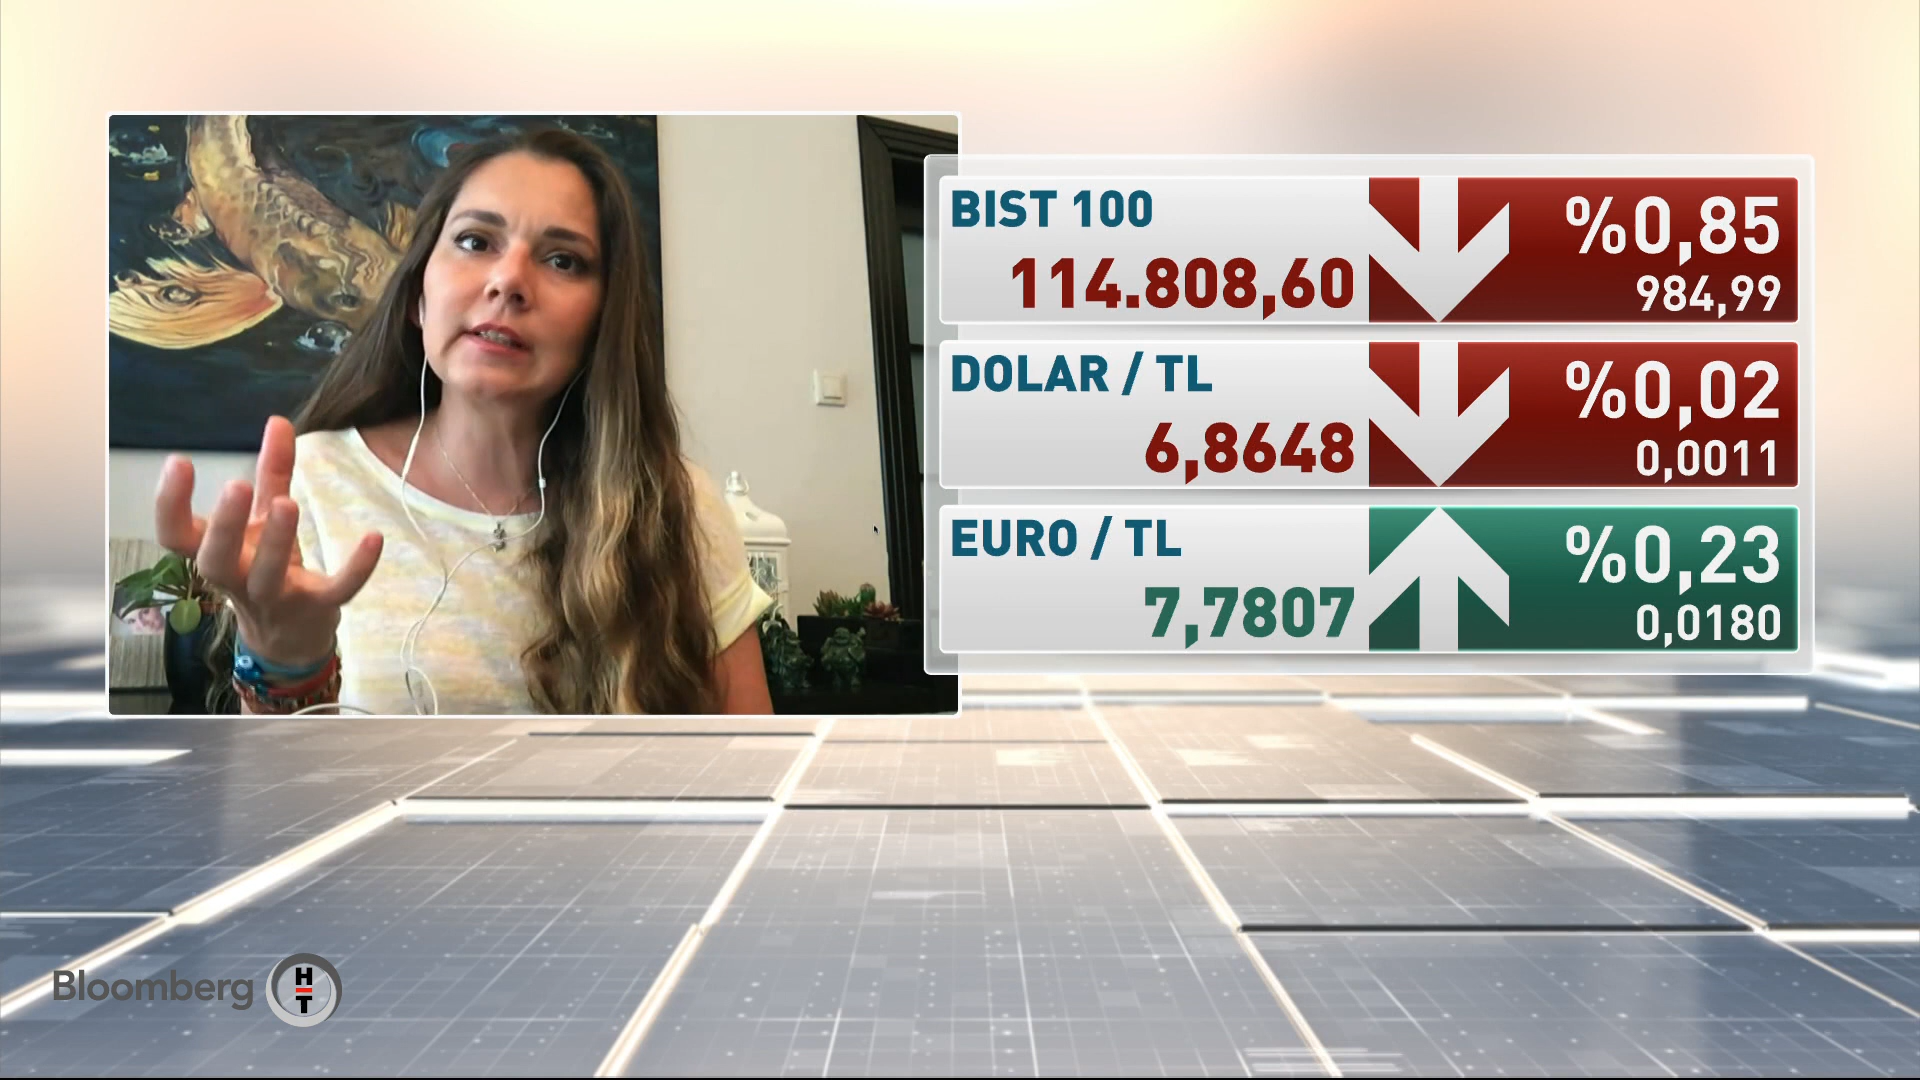 BIST 100
114.808,60
%0,85
984,99
DOLAR / TL
6,8648
%0,02
0,0011
EURO / TL
7,7807
%0,23
0,0180
Bloomberg HT